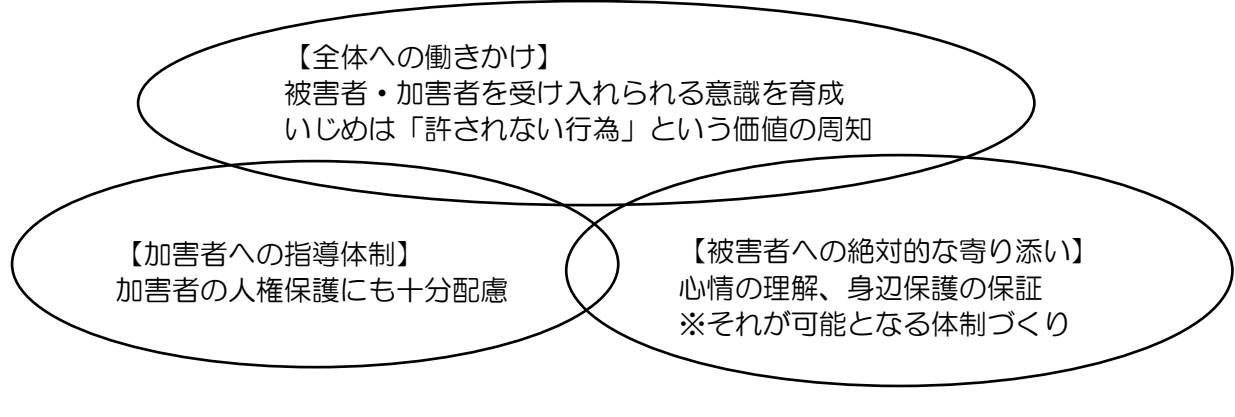 【全体への働きかけ】
被害者・加害者を受け入れられる意識を育成
いじめは「許されない行為」という価値の周知
【加害者への指導体制】
加害者の人権保護にも十分配慮
【被害者への絶対的な寄り添い】
心情の理解、身辺保護の保証
※それが可能となる体制づくり